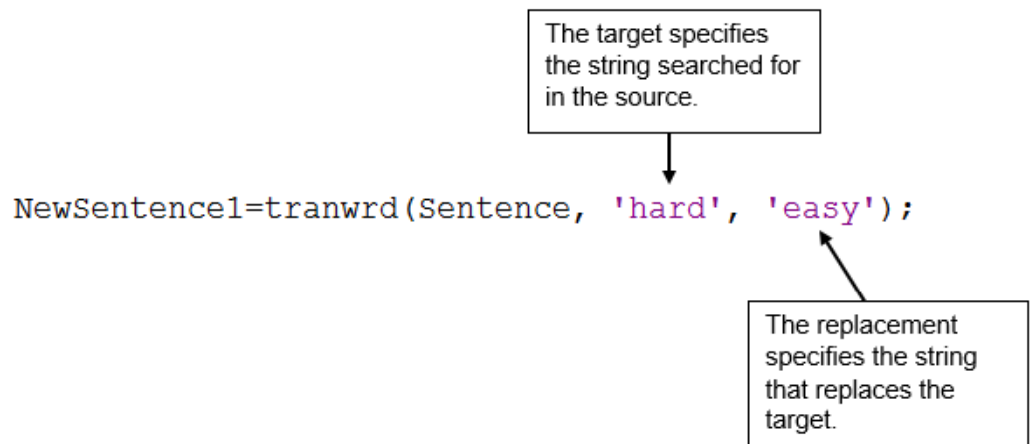 The target specifies
the string searched for
in the source.
NewSentence1=tranwrd(Sentence, 'hard', 'easy');
The replacement
specifies the string
that replaces the
target.